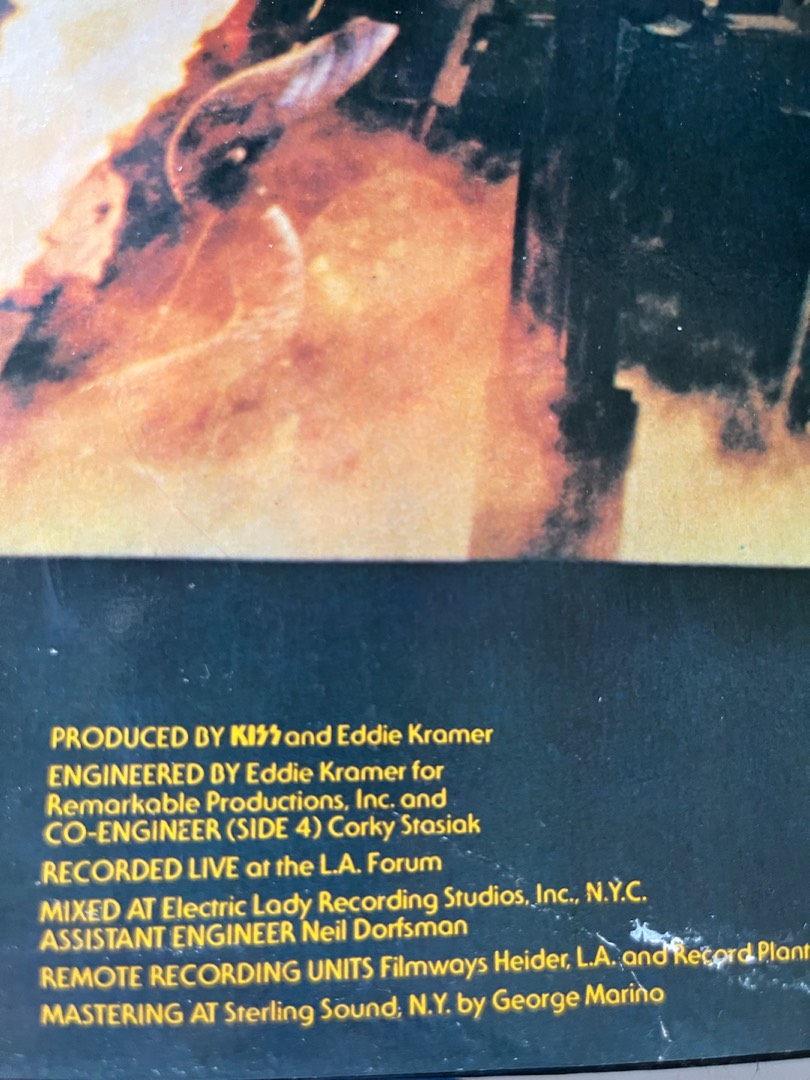 PRODUCED BY KISS and Eddie Kramer
ENGINEERED BY Eddie Kramer for
Remarkable Productions, Inc. and
CO-ENGINEER (SIDE 4) Corky Stasiak
RECORDED LIVE at the L.A. Forum
MIXED AT Electric Lady Recording Studios, Inc., N.Y.C.
ASSISTANT ENGINEER Neil Dorfsman
REMOTE RECORDING UNITS Filmways Heider, L.A. and Record Plant
MASTERING AT Sterling Sound, N.Y. by George Marino